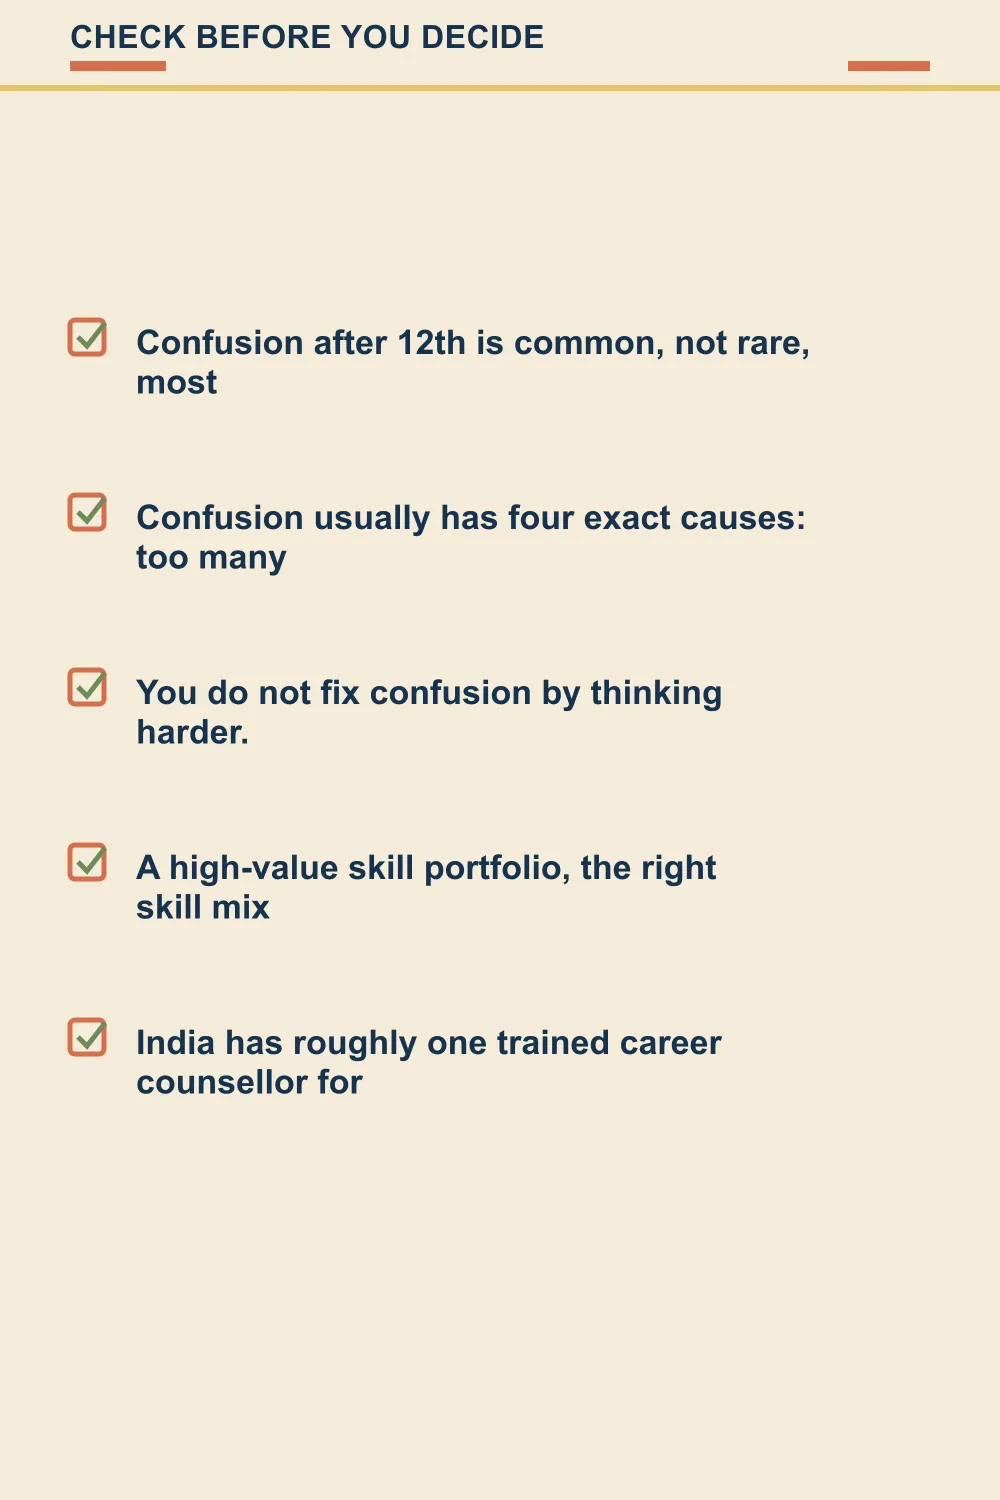 CHECK BEFORE YOU DECIDE
Confusion after 12th is common, not rare,
most
Confusion usually has four exact causes:
too many
You do not fix confusion by thinking
harder.
A high-value skill portfolio, the right
skill mix
India has roughly one trained career
counsellor for